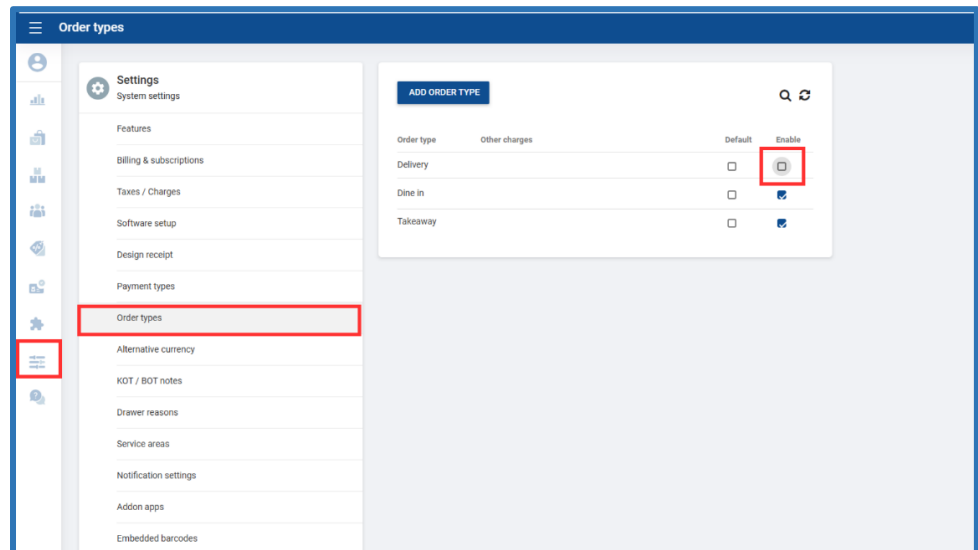 Order types
Settings
System settings
Features
Billing & subscriptions
Taxes / Charges
Software setup
Design receipt
Payment types
Order types
Alternative currency
KOT / BOT notes
Drawer reasons
Service areas
Notification settings
Addon apps
Embedded barcodes
ADD ORDER TYPE
Order type Other charges Default Enable
Delivery
Dine in
Takeaway